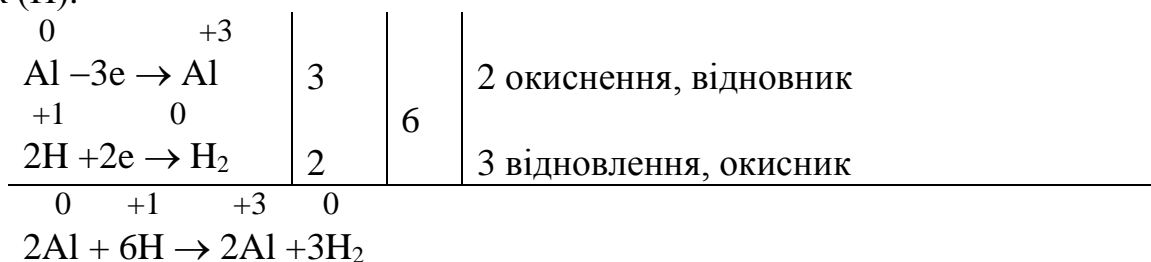 0 +3
Al −3e → Al 3 2 окиснення, відновник
+1 0 6
2H +2e → H₂ 2 3 відновлення, окисник
0 +1 +3 0
2Al + 6H → 2Al +3H₂